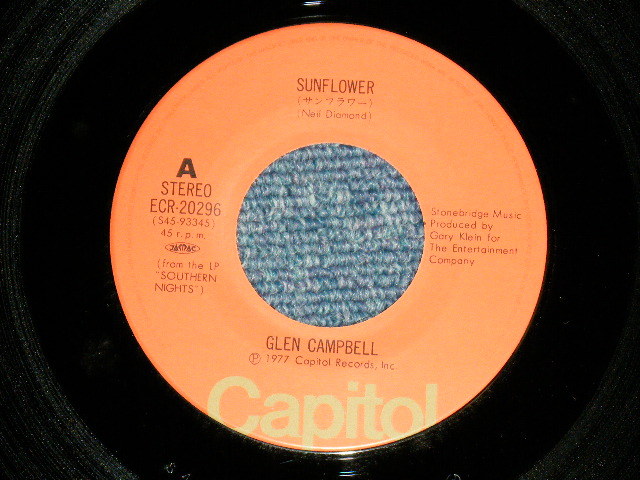 SUNFLOWER
(サンフラワー)
(Neil Diamond)
A
STEREO
ECR-20296
(S45-93345)
45 r.p.m.
JASRAC
(from the LP
"SOUTHERN
NIGHTS")
Stonebridge Music
Produced by
Gary Klein for
The Entertainment
Company
GLEN CAMPBELL
Ⓟ 1977 Capitol Records, Inc.
Capitol